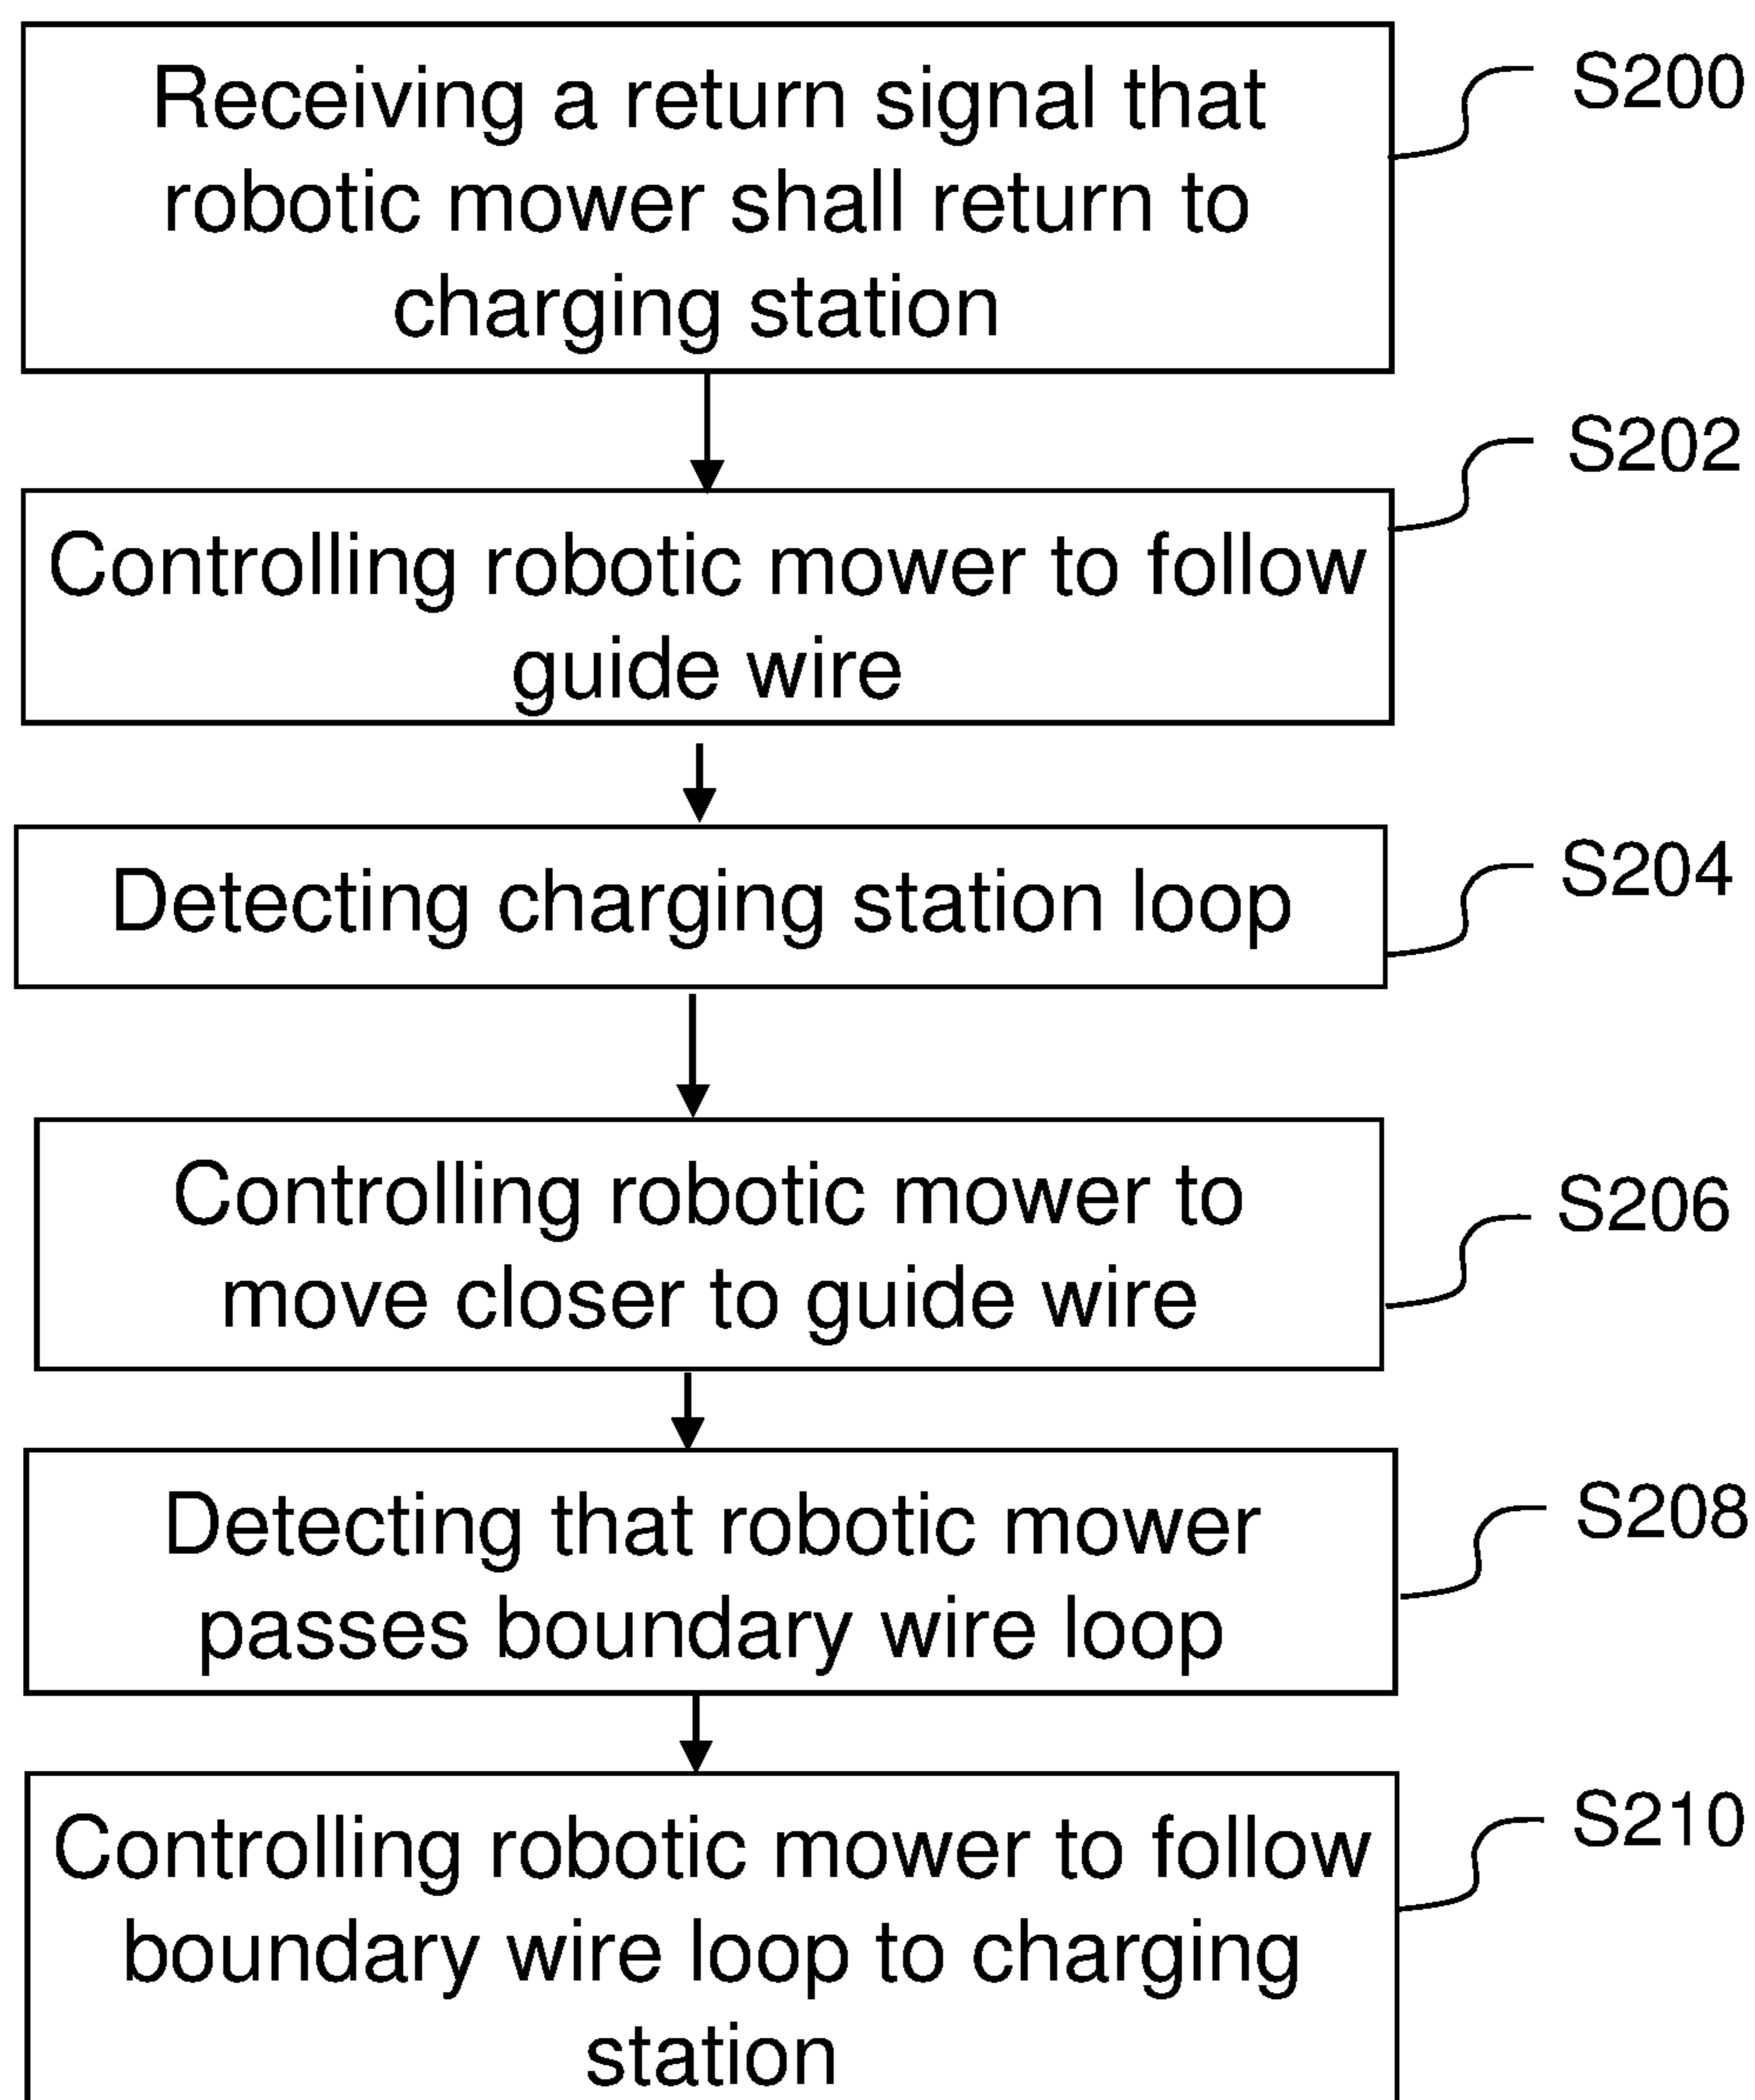 Receiving a return signal that
robotic mower shall return to
charging station
S200
Controlling robotic mower to follow
guide wire
S202
Detecting charging station loop
S204
Controlling robotic mower to
move closer to guide wire
S206
Detecting that robotic mower
passes boundary wire loop
S208
Controlling robotic mower to follow
boundary wire loop to charging
station
S210